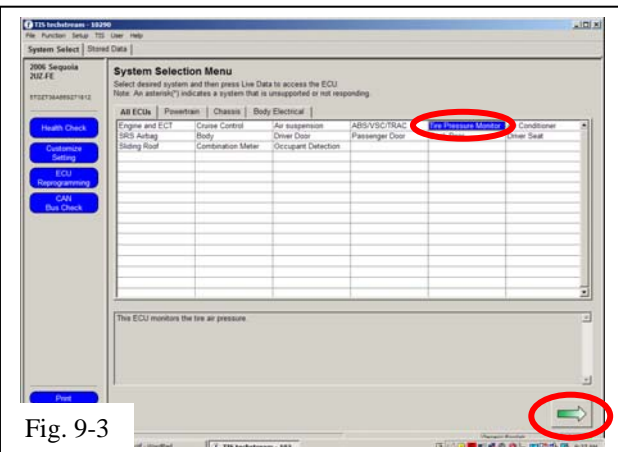 TIS techstream - 10290
File Function Setup TIS User Help
System Select Stored Data
2006 Sequoia
2UZ-FE
System Selection Menu
Select desired system and then press Live Data to access the ECU
Note: An asterisk(*) indicates a system that is unsupported or not responding.
All ECUs Powertrain Chassis Body Electrical
Engine and ECT Cruise Control Air suspension ABS/VSC/TRAC Tire Pressure Monitor Conditioner
SRS Airbag Body Driver Door Passenger Door Driver Seat
Sliding Roof Combination Meter Occupant Detection
Health Check
Customize
Setting
ECU
Reprogramming
CAN
Bus Check
This ECU monitors the tire air pressure.
Print
Fig. 9-3